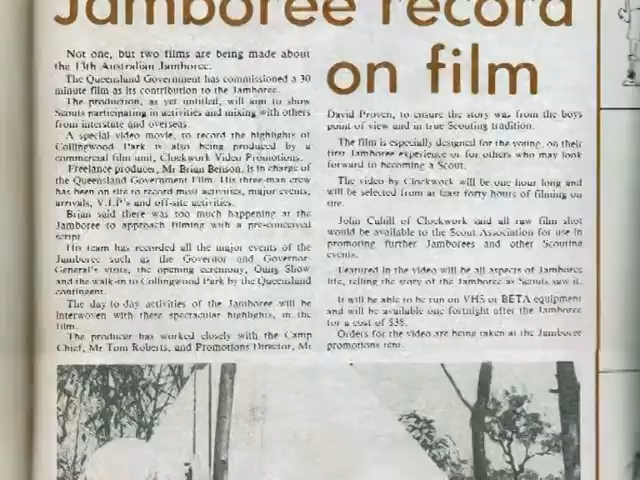 Jamboree record
on film
Not one, but two films are being made about
the 13th Australian Jamboree.
The Queensland Government has commissioned a 30
minute film as its contribution to the Jamboree.
The production, as yet untitled, will aim to show
Scouts participating in activities and mixing with others
from interstate and overseas.
A special video movie, to record the highlights of
Collingwood Park is also being produced by a
commercial film unit, Clockwork Video Promotions.
Freelance producer, Mr Brian Benson, is in charge of
the Queensland Government Film. His three-man crew
has been on site to record most activities, major events,
arrivals, V.I.P's and off-site activities.
Brian said there was too much happening at the
Jamboree to approach filming with a pre-conceived
script.
His team has recorded all the major events of the
Jamboree such as the Governor and Governor-
General's visits, the opening ceremony, Gang Show
and the walk-in to Collingwood Park by the Queensland
contingent.
The day to day activities of the Jamboree will be
interwoven with these spectacular highlights, in the
film.
The producer has worked closely with the Camp
Chief, Mr Tom Roberts, and Promotions Director, Mr
David Proven, to ensure the story was from the boys
point of view and in true Scouting tradition.
The film is especially designed for the young, on their
first Jamboree experience or for others who may look
forward to becoming a Scout.
The video by Clockwork will be one hour long and
will be selected from at least forty hours of filming on
site.
John Cahill of Clockwork said all raw film shot
would be available to the Scout Association for use in
promoting further Jamborees and other Scouting
events.
Featured in the video will be all aspects of Jamboree
life, telling the story of the Jamboree as Scouts saw it.
It will be able to be run on VHS or BETA equipment
and will be available one fortnight after the Jamboree
for a cost of $35.
Orders for the video are being taken at the Jamboree
promotions tent.